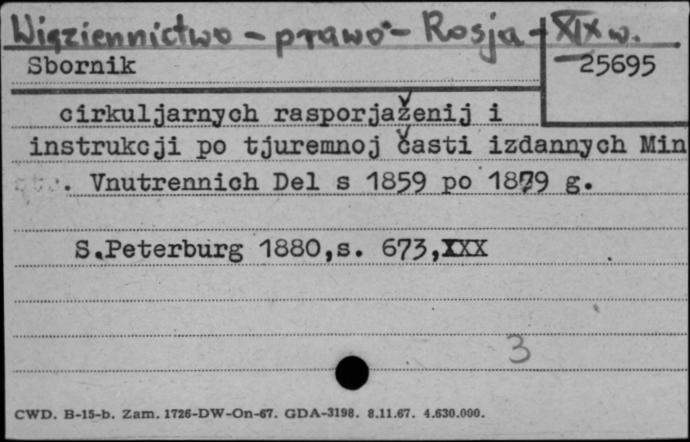 Więziennictwo - prawo - Rosja - XIX w.
Sbornik
25695
cirkuljarnych rasporjaženij i
instrukcji po tjuremnoj časti izdannych Min
. Vnutrennich Del s 1859 po 1879 g.
S.Peterburg 1880,s. 673,XXX
3
CWD. B-15-b. Zam. 1726-DW-On-67. GDA-3198. 8.11.67. 4.630.000.